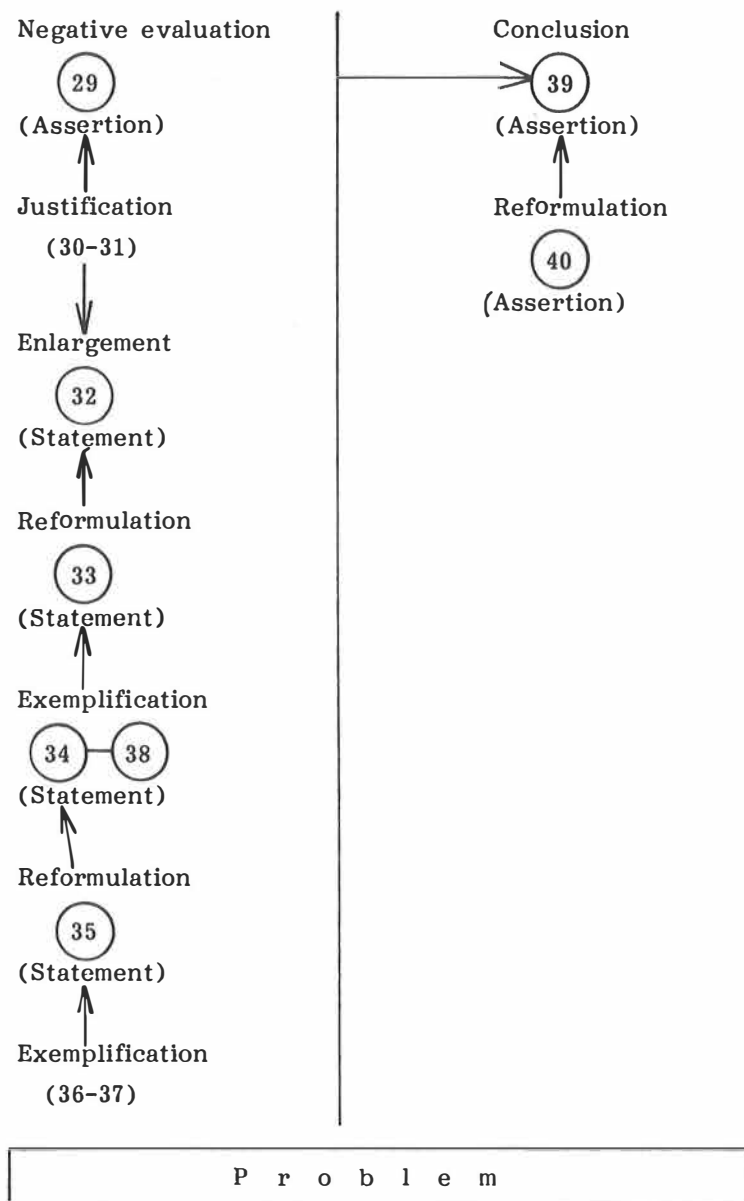 Negative evaluation
29
(Assertion)
Justification
(30-31)
Enlargement
32
(Statement)
Reformulation
33
(Statement)
Exemplification
34 38
(Statement)
Reformulation
35
(Statement)
Exemplification
(36-37)
Conclusion
39
(Assertion)
Reformulation
40
(Assertion)
P r o b l e m